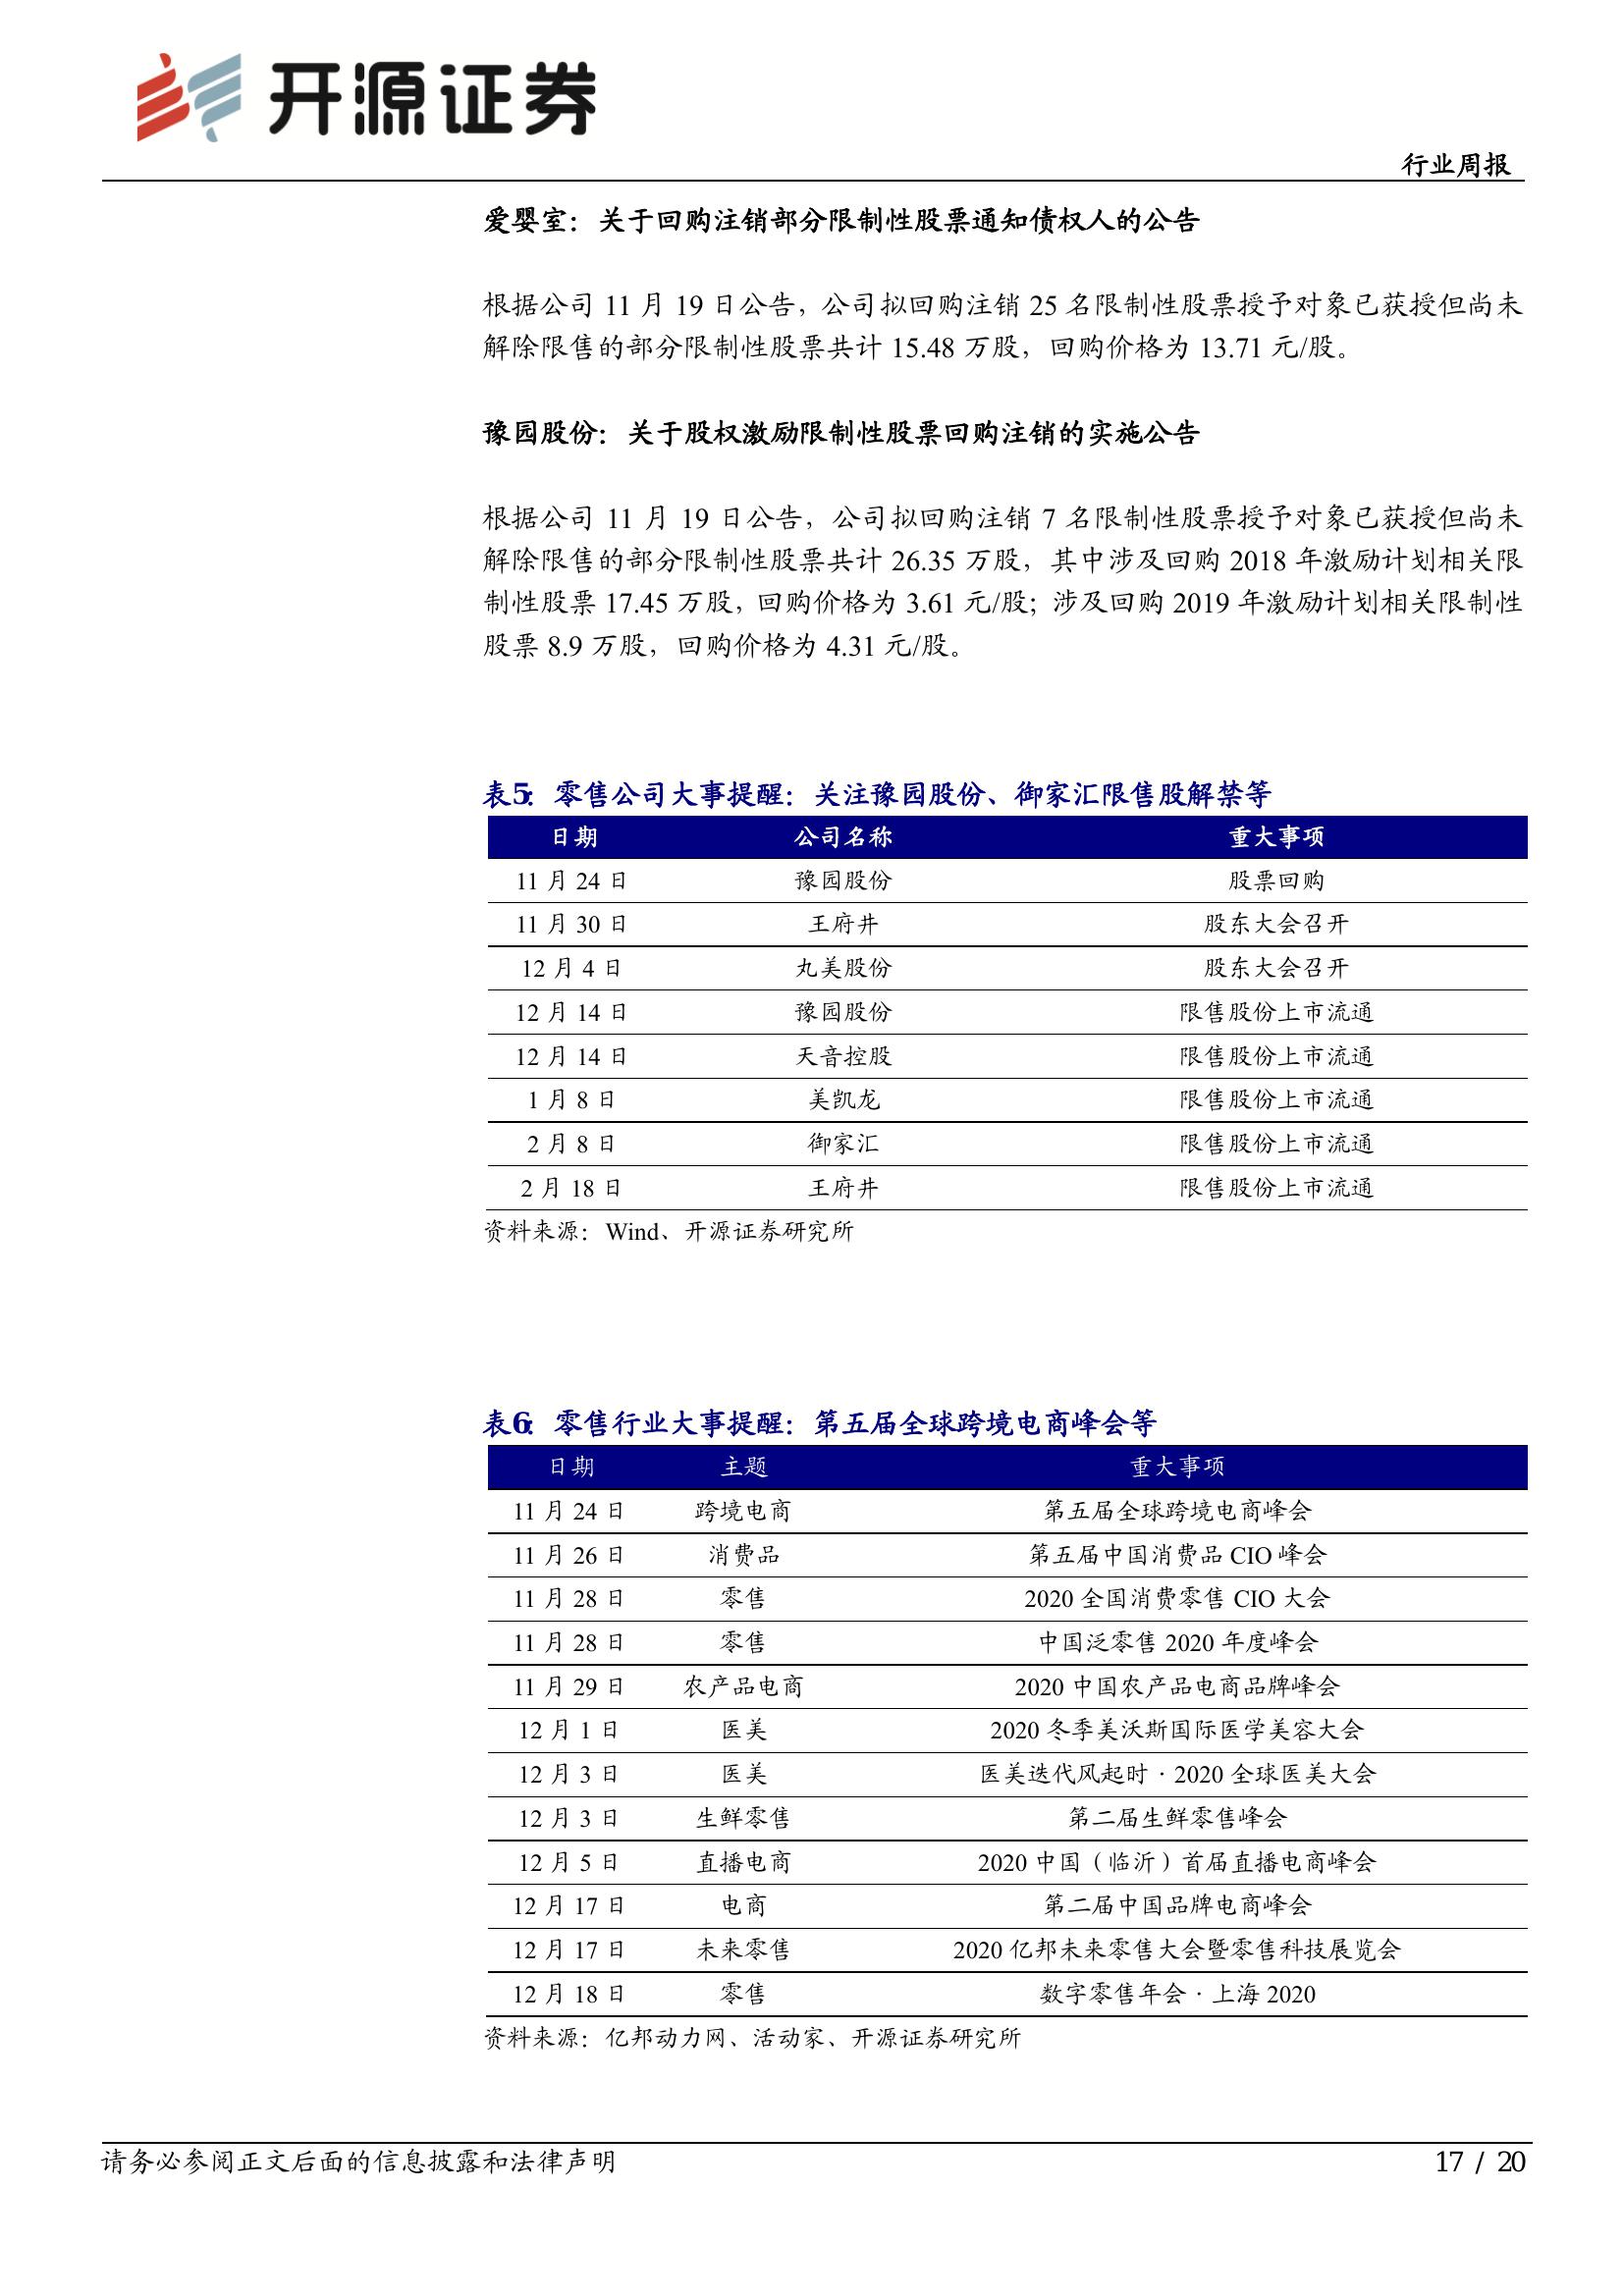 开源证券
行业周报
爱婴室：关于回购注销部分限制性股票通知债权人的公告
根据公司 11 月 19 日公告，公司拟回购注销 25 名限制性股票授予对象已获授但尚未
解除限售的部分限制性股票共计 15.48 万股，回购价格为 13.71 元/股。
豫园股份：关于股权激励限制性股票回购注销的实施公告
根据公司 11 月 19 日公告，公司拟回购注销 7 名限制性股票授予对象已获授但尚未
解除限售的部分限制性股票共计 26.35 万股，其中涉及回购 2018 年激励计划相关限
制性股票 17.45 万股，回购价格为 3.61 元/股；涉及回购 2019 年激励计划相关限制性
股票 8.9 万股，回购价格为 4.31 元/股。
表5：零售公司大事提醒：关注豫园股份、御家汇限售股解禁等
日期 公司名称 重大事项
11 月 24 日 豫园股份 股票回购
11 月 30 日 王府井 股东大会召开
12 月 4 日 丸美股份 股东大会召开
12 月 14 日 豫园股份 限售股份上市流通
12 月 14 日 天音控股 限售股份上市流通
1 月 8 日 美凯龙 限售股份上市流通
2 月 8 日 御家汇 限售股份上市流通
2 月 18 日 王府井 限售股份上市流通
资料来源：Wind、开源证券研究所
表6：零售行业大事提醒：第五届全球跨境电商峰会等
日期 主题 重大事项
11 月 24 日 跨境电商 第五届全球跨境电商峰会
11 月 26 日 消费品 第五届中国消费品 CIO 峰会
11 月 28 日 零售 2020 全国消费零售 CIO 大会
11 月 28 日 零售 中国泛零售 2020 年度峰会
11 月 29 日 农产品电商 2020 中国农产品电商品牌峰会
12 月 1 日 医美 2020 冬季美沃斯国际医学美容大会
12 月 3 日 医美 医美迭代风起时·2020 全球医美大会
12 月 3 日 生鲜零售 第二届生鲜零售峰会
12 月 5 日 直播电商 2020 中国（临沂）首届直播电商峰会
12 月 17 日 电商 第二届中国品牌电商峰会
12 月 17 日 未来零售 2020 亿邦未来零售大会暨零售科技展览会
12 月 18 日 零售 数字零售年会·上海 2020
资料来源：亿邦动力网、活动家、开源证券研究所
请务必参阅正文后面的信息披露和法律声明
17 / 20